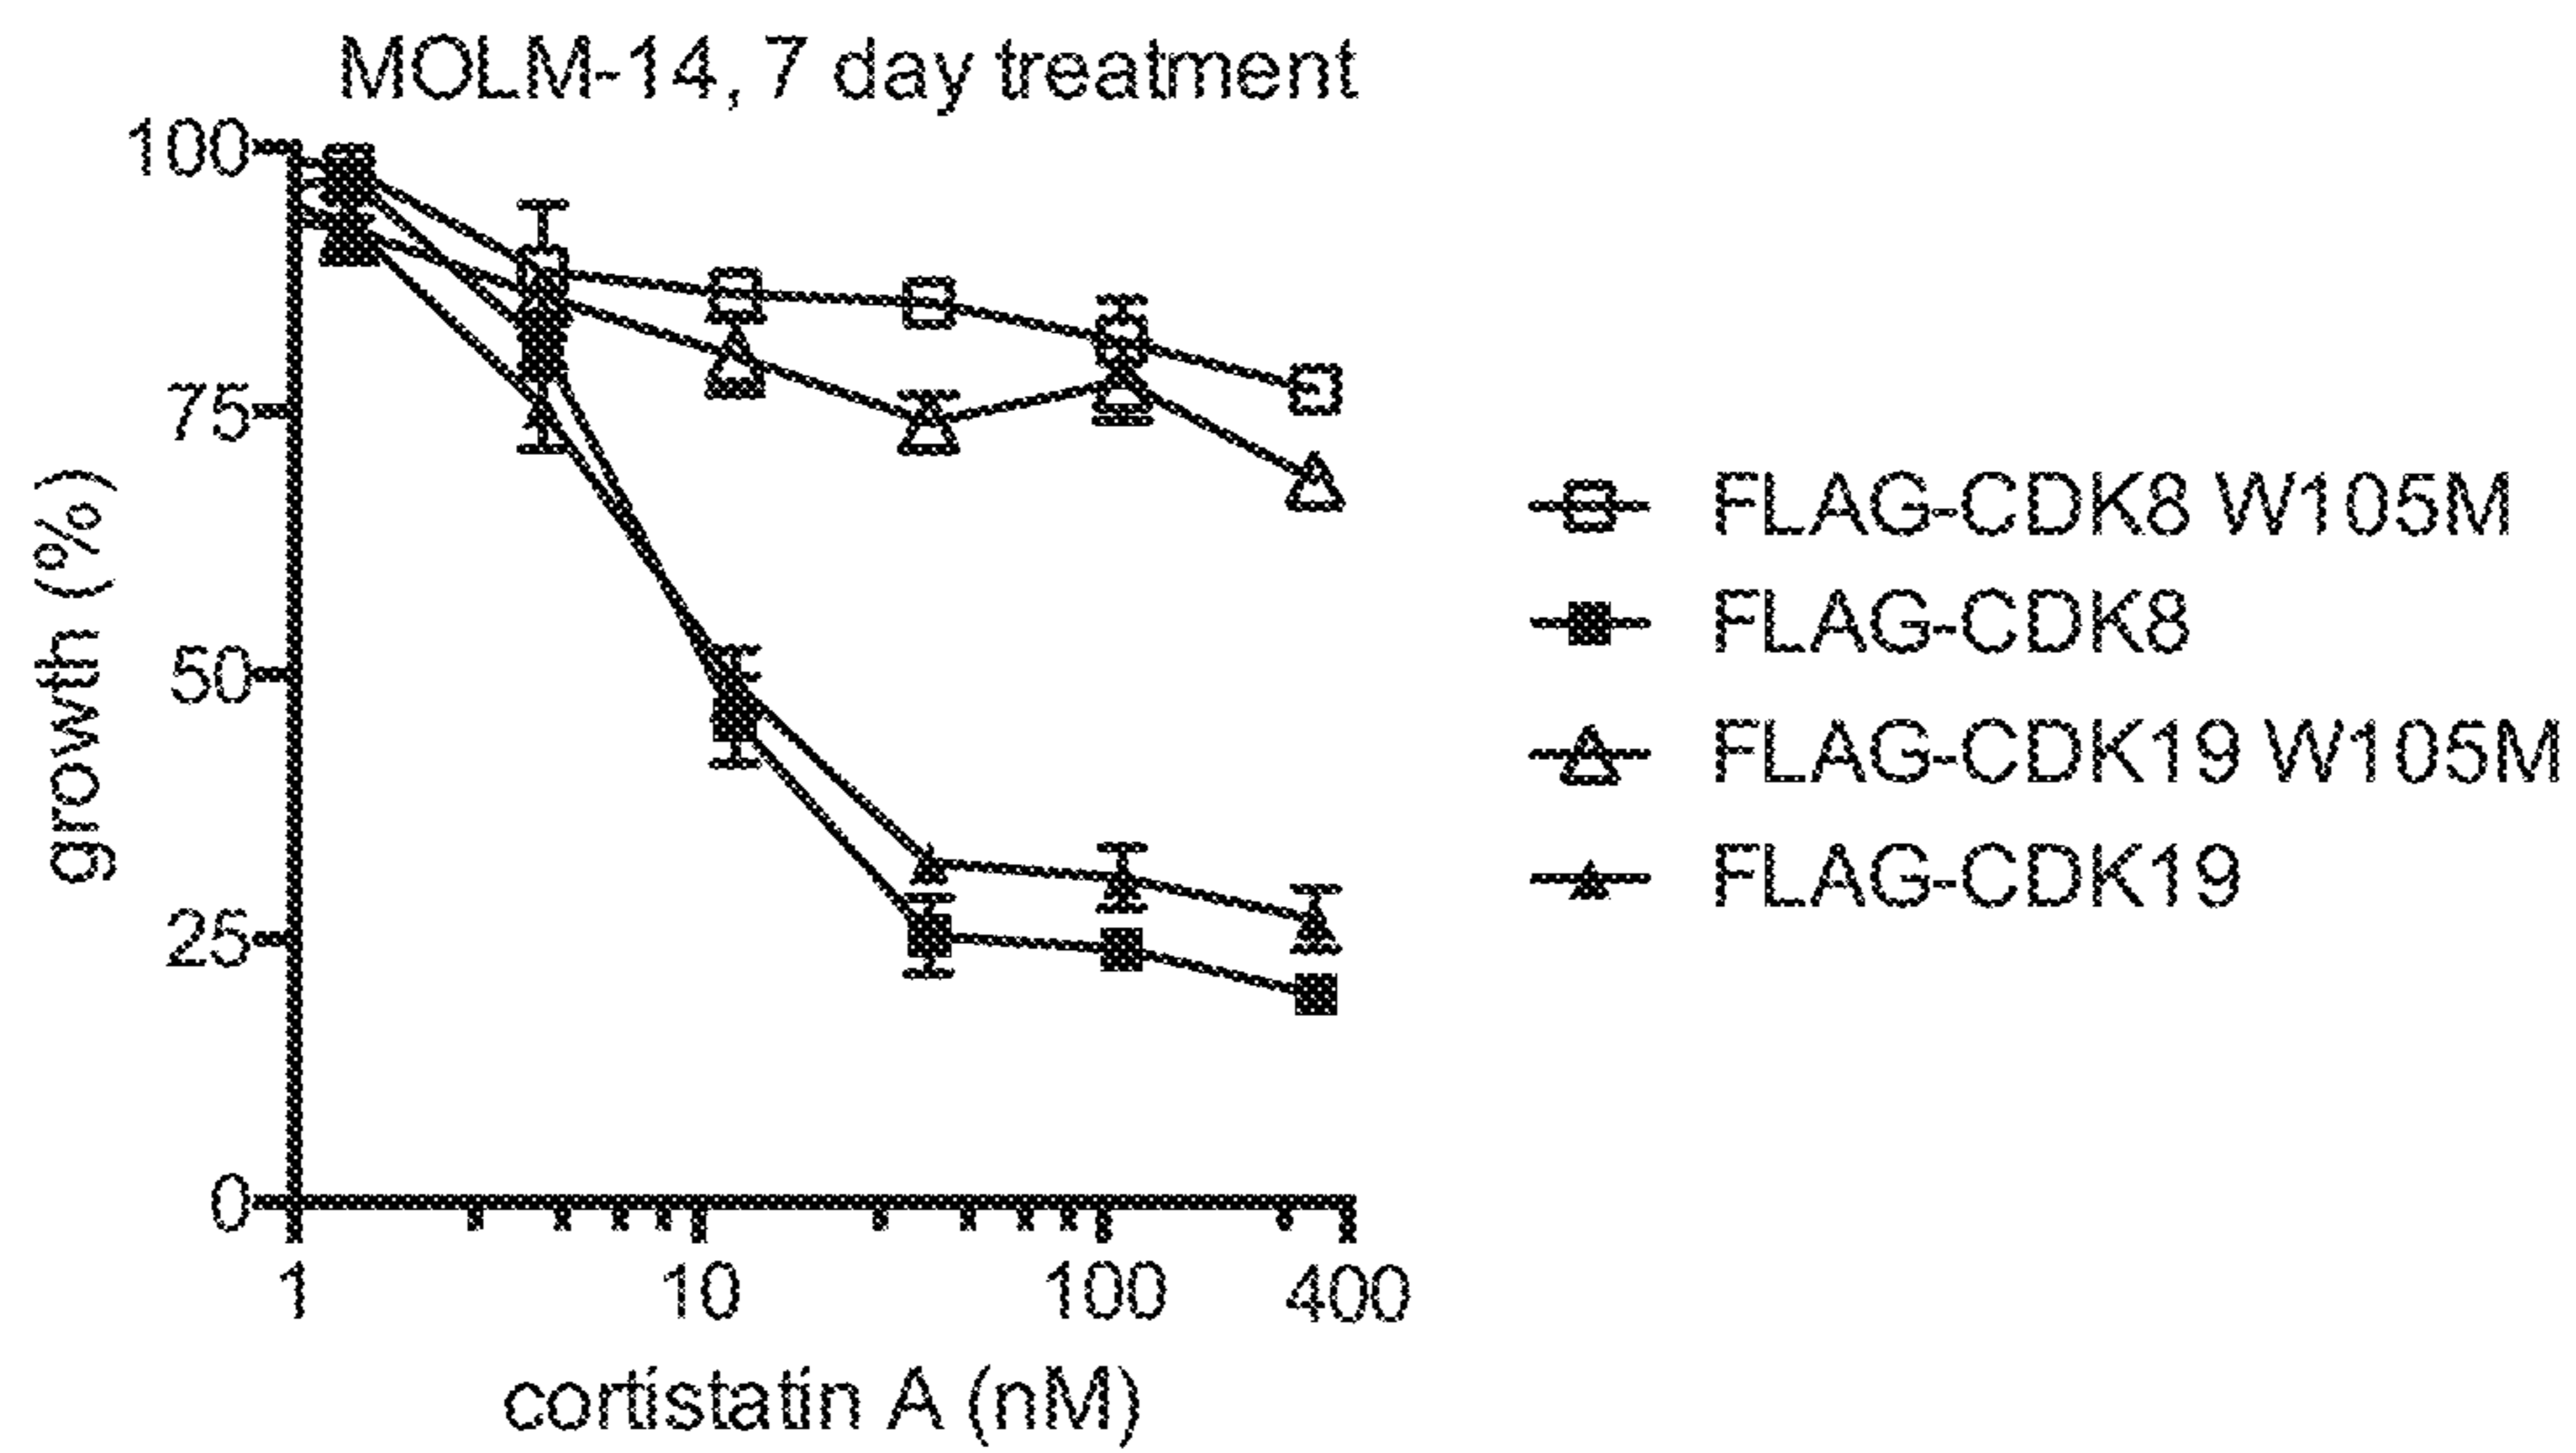 MOLM-14, 7 day treatment
100
75
50
25
0
growth (%)
1
10
100
400
cortistatin A (nM)
FLAG-CDK8 W105M
FLAG-CDK8
FLAG-CDK19 W105M
FLAG-CDK19